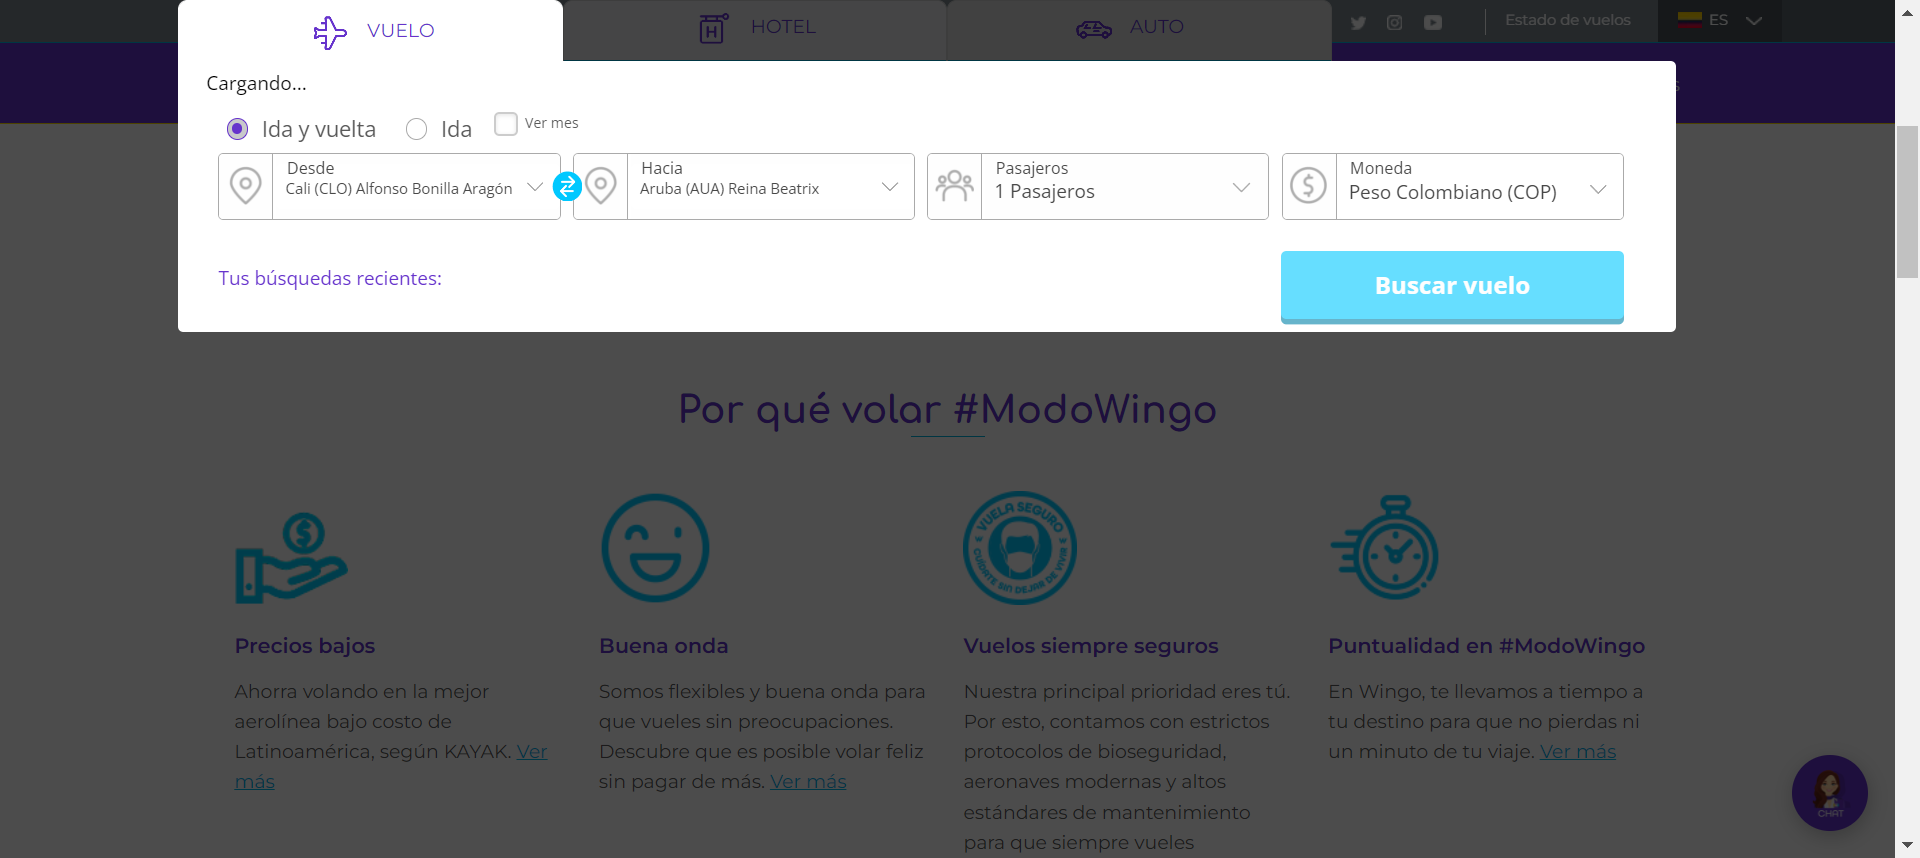 VUELO
HOTEL
AUTO
Estado de vuelos
ES
Cargando...
Ida y vuelta
Ida
Ver mes
Desde
Cali (CLO) Alfonso Bonilla Aragón
Hacia
Aruba (AUA) Reina Beatrix
Pasajeros
1 Pasajeros
Moneda
Peso Colombiano (COP)
Tus búsquedas recientes:
Buscar vuelo
Por qué volar #ModoWingo
VUELA SEGURO
CUÍDATE SIN DEJAR DE VIVIR
Precios bajos
Ahorra volando en la mejor
aerolínea bajo costo de
Latinoamérica, según KAYAK. Ver
más
Buena onda
Somos flexibles y buena onda para
que vueles sin preocupaciones.
Descubre que es posible volar feliz
sin pagar de más. Ver más
Vuelos siempre seguros
Nuestra principal prioridad eres tú.
Por esto, contamos con estrictos
protocolos de bioseguridad,
aeronaves modernas y altos
estándares de mantenimiento
para que siempre vueles
Puntualidad en #ModoWingo
En Wingo, te llevamos a tiempo a
tu destino para que no pierdas ni
un minuto de tu viaje. Ver más
CHAT